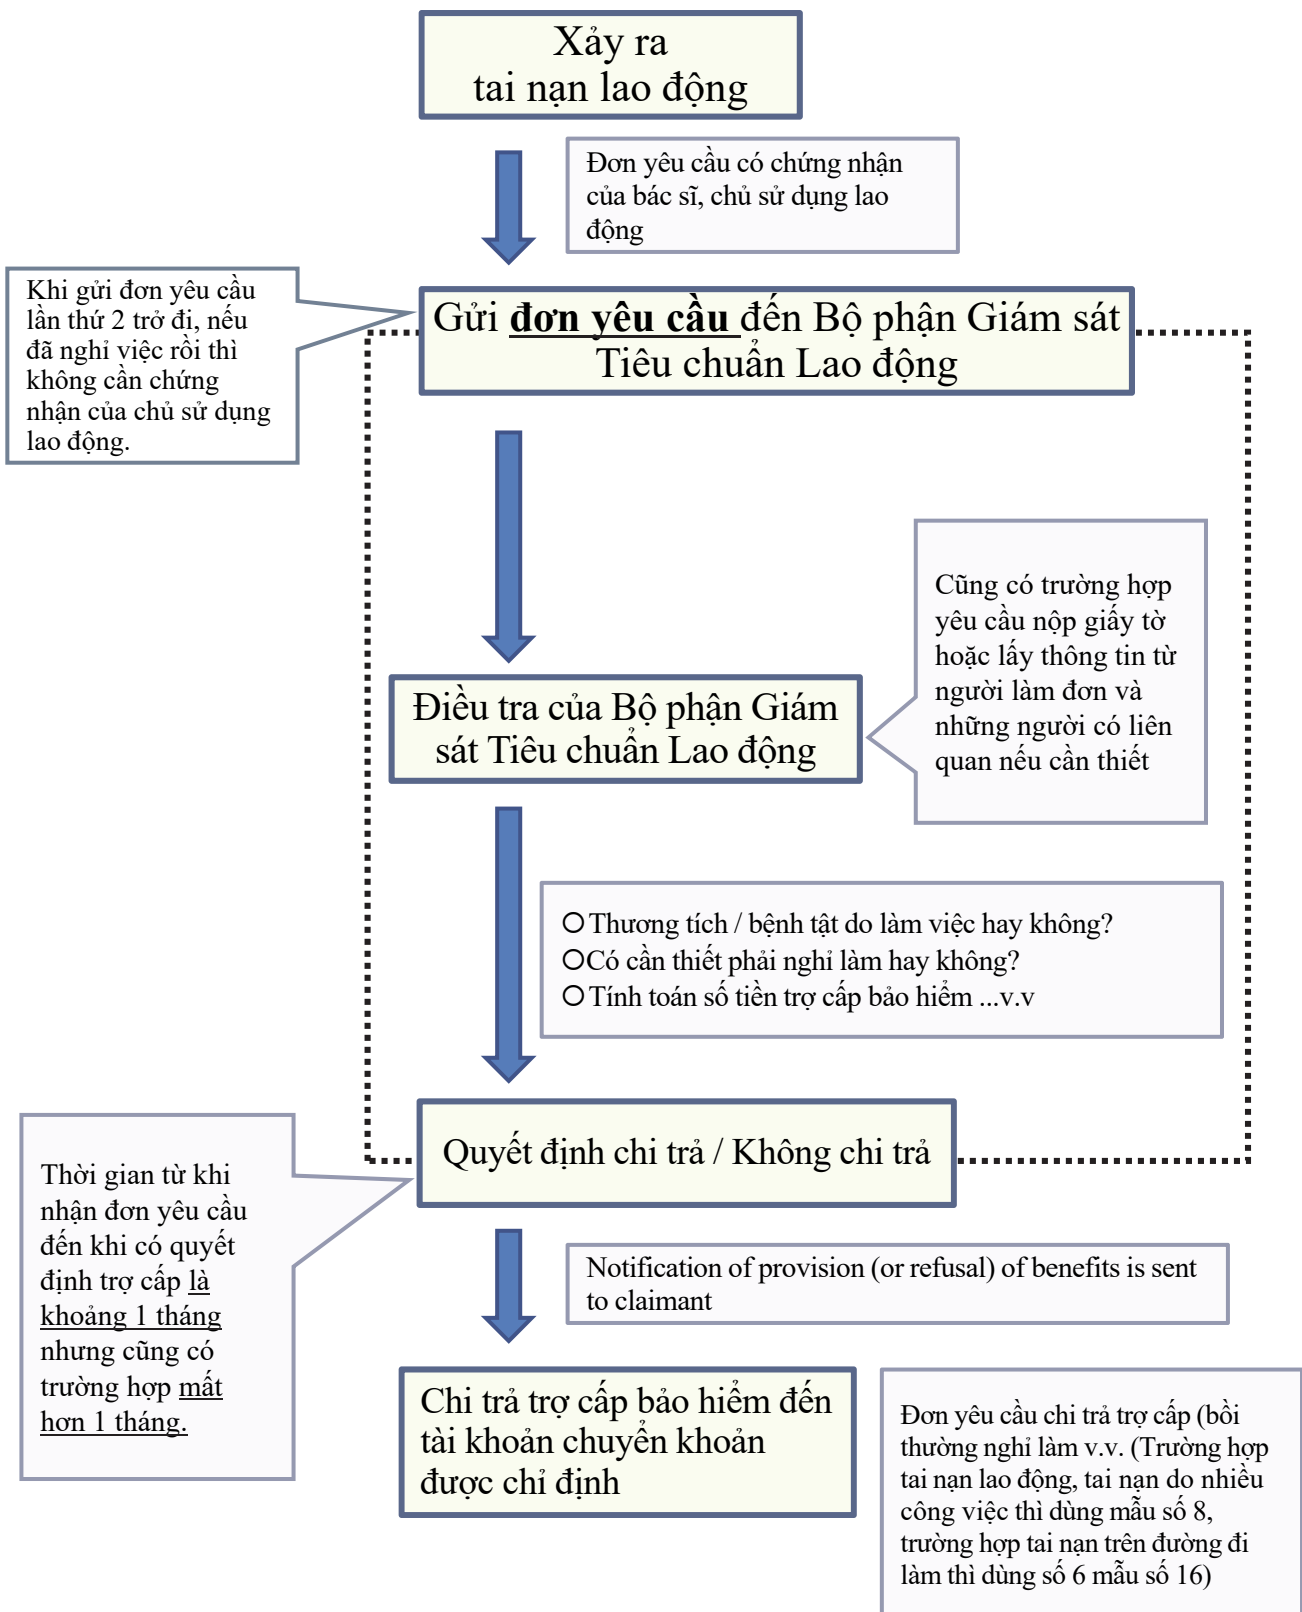 Xảy ra
tai nạn lao động
Đơn yêu cầu có chứng nhận
của bác sĩ, chủ sử dụng lao
động
Khi gửi đơn yêu cầu
lần thứ 2 trở đi, nếu
đã nghỉ việc rồi thì
không cần chứng
nhận của chủ sử dụng
lao động.
Gửi đơn yêu cầu đến Bộ phận Giám sát
Tiêu chuẩn Lao động
Cũng có trường hợp
yêu cầu nộp giấy tờ
hoặc lấy thông tin từ
người làm đơn và
những người có liên
quan nếu cần thiết
Điều tra của Bộ phận Giám
sát Tiêu chuẩn Lao động
○Thương tích / bệnh tật do làm việc hay không?
○Có cần thiết phải nghỉ làm hay không?
○Tính toán số tiền trợ cấp bảo hiểm ...v.v
Quyết định chi trả / Không chi trả
Thời gian từ khi
nhận đơn yêu cầu
đến khi có quyết
định trợ cấp là
khoảng 1 tháng
nhưng cũng có
trường hợp mất
hơn 1 tháng.
Notification of provision (or refusal) of benefits is sent
to claimant
Chi trả trợ cấp bảo hiểm đến
tài khoản chuyển khoản
được chỉ định
Đơn yêu cầu chi trả trợ cấp (bồi
thường nghỉ làm v.v. (Trường hợp
tai nạn lao động, tai nạn do nhiều
công việc thì dùng mẫu số 8,
trường hợp tai nạn trên đường đi
làm thì dùng số 6 mẫu số 16)